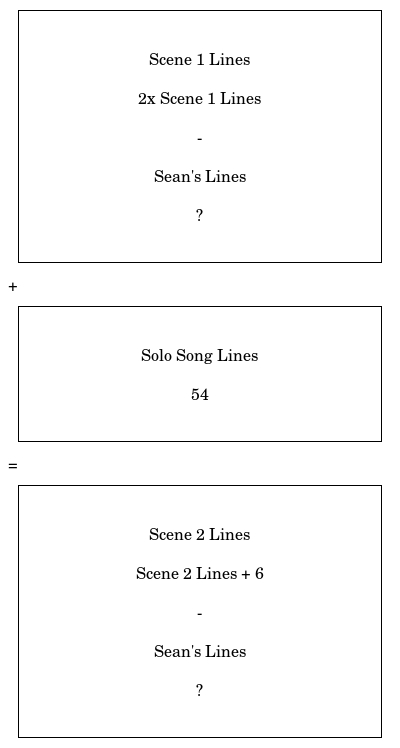 Scene 1 Lines
2x Scene 1 Lines
-
Sean's Lines
?
+
Solo Song Lines
54
=
Scene 2 Lines
Scene 2 Lines + 6
-
Sean's Lines
?